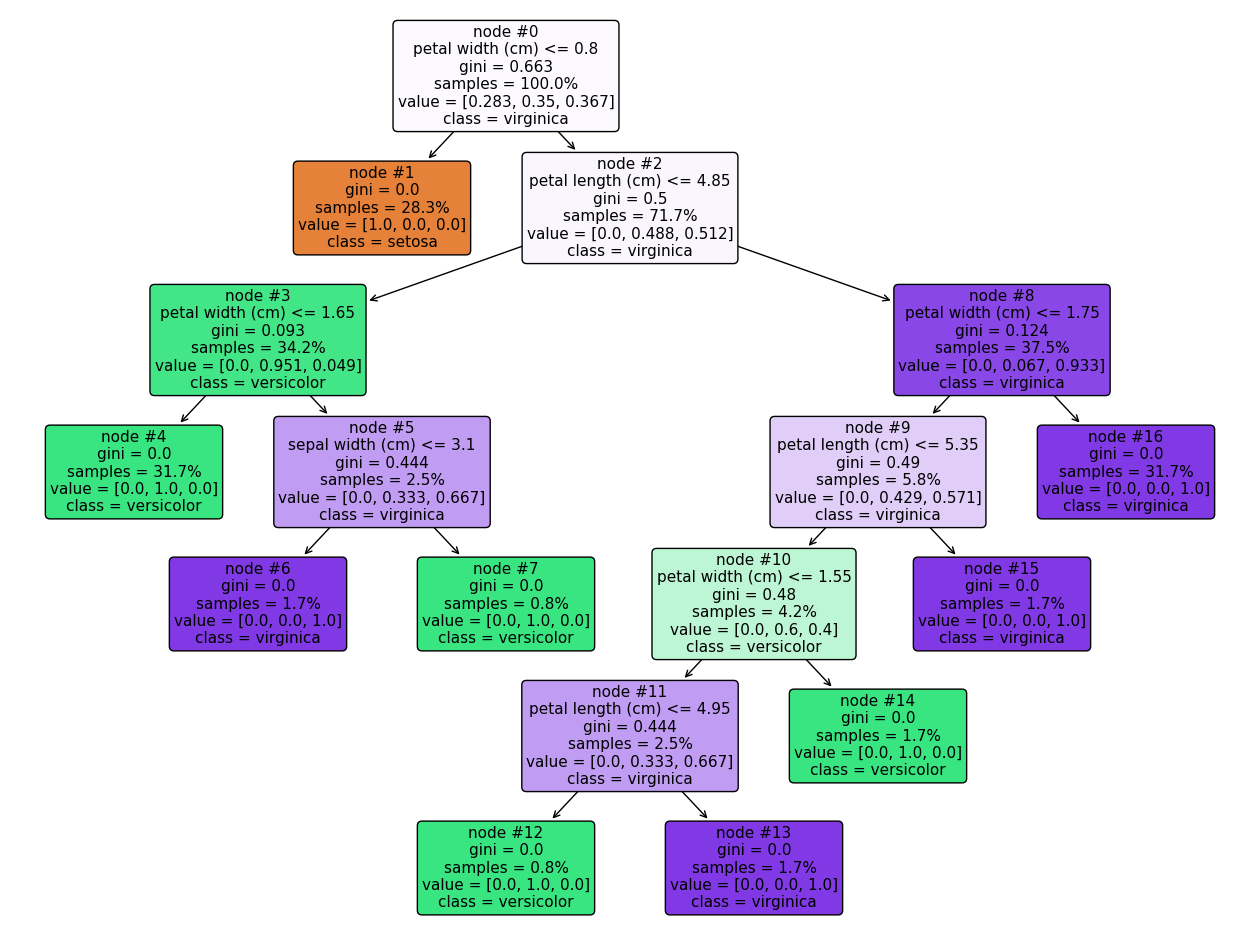 node #0
petal width (cm) <= 0.8
gini = 0.663
samples = 100.0%
value = [0.283, 0.35, 0.367]
class = virginica
node #1
gini = 0.0
samples = 28.3%
value = [1.0, 0.0, 0.0]
class = setosa
node #2
petal length (cm) <= 4.85
gini = 0.5
samples = 71.7%
value = [0.0, 0.488, 0.512]
class = virginica
node #3
petal width (cm) <= 1.65
gini = 0.093
samples = 34.2%
value = [0.0, 0.951, 0.049]
class = versicolor
node #8
petal width (cm) <= 1.75
gini = 0.124
samples = 37.5%
value = [0.0, 0.067, 0.933]
class = virginica
node #4
gini = 0.0
samples = 31.7%
value = [0.0, 1.0, 0.0]
class = versicolor
node #5
sepal width (cm) <= 3.1
gini = 0.444
samples = 2.5%
value = [0.0, 0.333, 0.667]
class = virginica
node #9
petal length (cm) <= 5.35
gini = 0.49
samples = 5.8%
value = [0.0, 0.429, 0.571]
class = virginica
node #16
gini = 0.0
samples = 31.7%
value = [0.0, 0.0, 1.0]
class = virginica
node #6
gini = 0.0
samples = 1.7%
value = [0.0, 0.0, 1.0]
class = virginica
node #7
gini = 0.0
samples = 0.8%
value = [0.0, 1.0, 0.0]
class = versicolor
node #10
petal width (cm) <= 1.55
gini = 0.48
samples = 4.2%
value = [0.0, 0.6, 0.4]
class = versicolor
node #15
gini = 0.0
samples = 1.7%
value = [0.0, 0.0, 1.0]
class = virginica
node #11
petal length (cm) <= 4.95
gini = 0.444
samples = 2.5%
value = [0.0, 0.333, 0.667]
class = virginica
node #14
gini = 0.0
samples = 1.7%
value = [0.0, 1.0, 0.0]
class = versicolor
node #12
gini = 0.0
samples = 0.8%
value = [0.0, 1.0, 0.0]
class = versicolor
node #13
gini = 0.0
samples = 1.7%
value = [0.0, 0.0, 1.0]
class = virginica